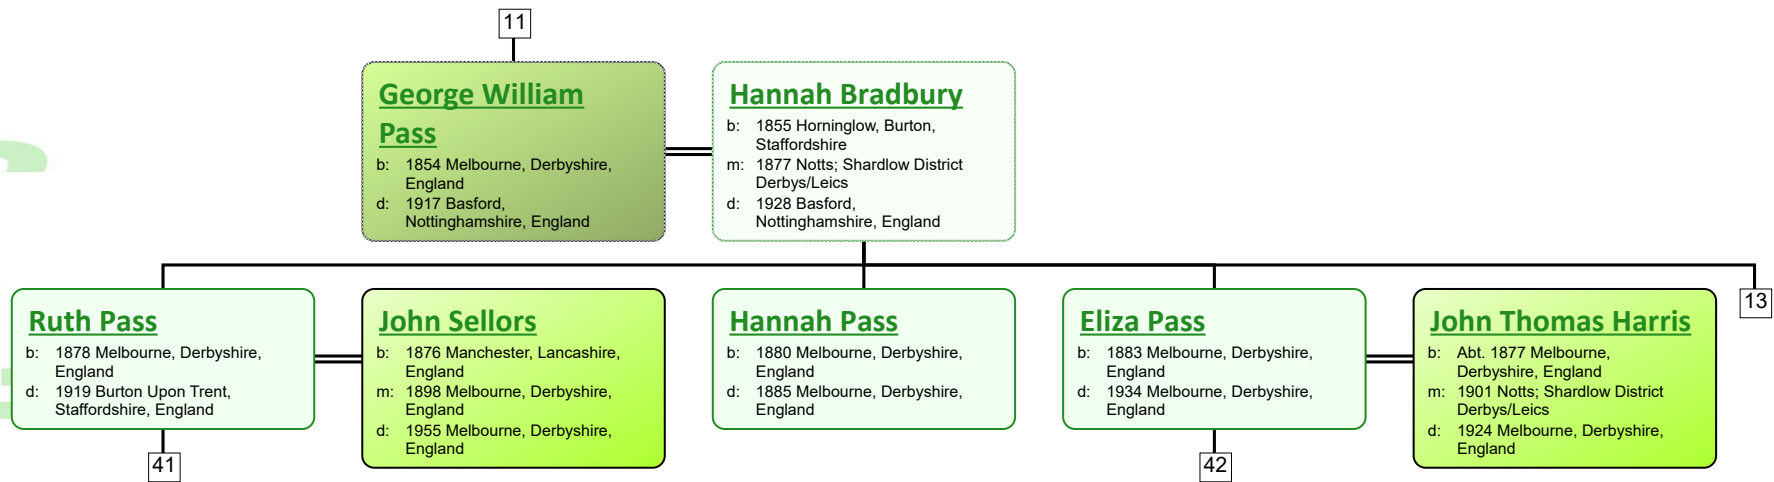 11
George William
Pass
b: 1854 Melbourne, Derbyshire,
England
d: 1917 Basford,
Nottinghamshire, England
Hannah Bradbury
b: 1855 Horninglow, Burton,
Staffordshire
m: 1877 Notts; Shardlow District
Derbys/Leics
d: 1928 Basford,
Nottinghamshire, England
Ruth Pass
b: 1878 Melbourne, Derbyshire,
England
d: 1919 Burton Upon Trent,
Staffordshire, England
John Sellors
b: 1876 Manchester, Lancashire,
England
m: 1898 Melbourne, Derbyshire,
England
d: 1955 Melbourne, Derbyshire,
England
Hannah Pass
b: 1880 Melbourne, Derbyshire,
England
d: 1885 Melbourne, Derbyshire,
England
Eliza Pass
b: 1883 Melbourne, Derbyshire,
England
d: 1934 Melbourne, Derbyshire,
England
John Thomas Harris
b: Abt. 1877 Melbourne,
Derbyshire, England
m: 1901 Notts; Shardlow District
Derbys/Leics
d: 1924 Melbourne, Derbyshire,
England
13
41
42